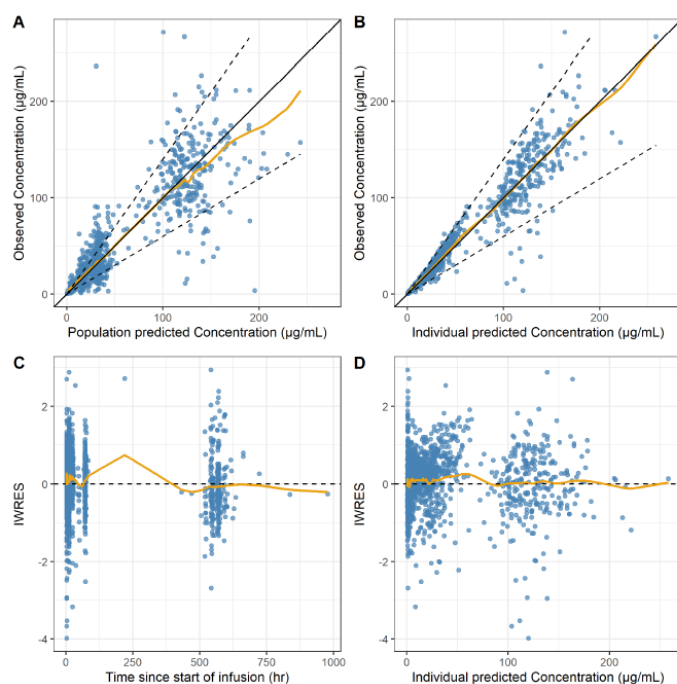 A
B
Observed Concentration (µg/mL)
200
100
0
0
100
200
Population predicted Concentration (µg/mL)
Observed Concentration (µg/mL)
200
100
0
0
100
200
Individual predicted Concentration (µg/mL)
C
D
IWRES
2
0
-2
-4
0
250
500
750
1000
Time since start of infusion (hr)
IWRES
2
0
-2
-4
0
100
200
Individual predicted Concentration (µg/mL)